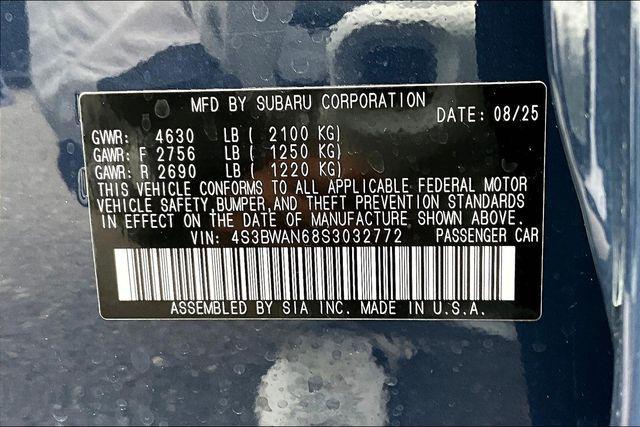 MFD BY SUBARU CORPORATION
DATE: 08/25
GVWR: 4630 LB ( 2100 KG)
GAWR: F 2756 LB ( 1250 KG)
GAWR: R 2690 LB ( 1220 KG)
THIS VEHICLE CONFORMS TO ALL APPLICABLE FEDERAL MOTOR
VEHICLE SAFETY,BUMPER,AND THEFT PREVENTION STANDARDS
IN EFFECT ON THE DATE OF MANUFACTURE SHOWN ABOVE.
VIN: 4S3BWAN68S3032772 PASSENGER CAR
ASSEMBLED BY SIA INC. MADE IN U.S.A.